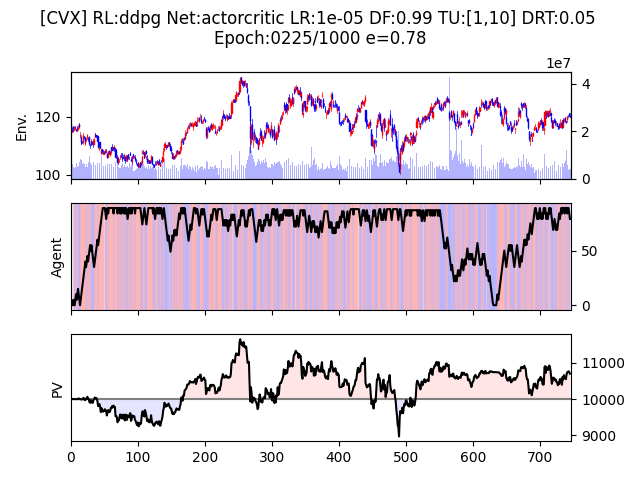 [CVX] RL:ddpg Net:actorcritic LR:1e-05 DF:0.99 TU:[1,10] DRT:0.05
Epoch:0225/1000 e=0.78
1e7
Env.
120
100
4
2
0
Agent
50
0
PV
11000
10000
9000
0 100 200 300 400 500 600 700